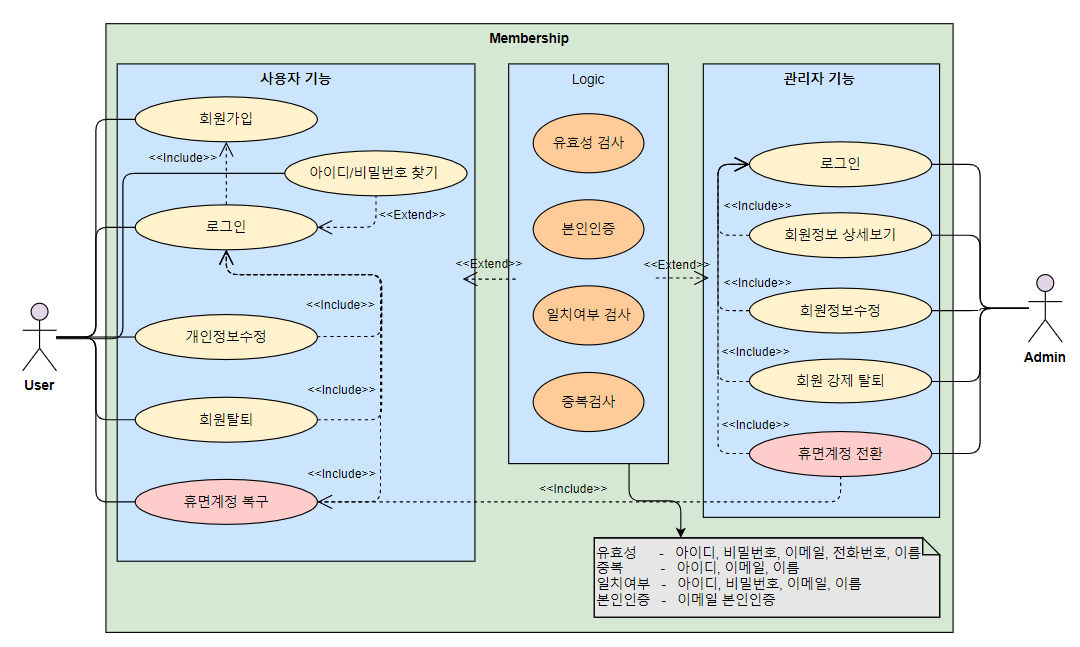 Membership
사용자 기능
회원가입
<<Include>>
아이디/비밀번호 찾기
<<Extend>>
로그인
<<Include>>
개인정보수정
<<Include>>
회원탈퇴
<<Include>>
휴면계정 복구
User
Logic
유효성 검사
본인인증
<<Extend>>
<<Extend>>
일치여부 검사
중복검사
<<Include>>
관리자 기능
로그인
<<Include>>
회원정보 상세보기
<<Include>>
회원정보수정
<<Include>>
회원 강제 탈퇴
<<Include>>
휴면계정 전환
Admin
유효성 - 아이디, 비밀번호, 이메일, 전화번호, 이름
중복 - 아이디, 이메일, 이름
일치여부 - 아이디, 비밀번호, 이메일, 이름
본인인증 - 이메일 본인인증